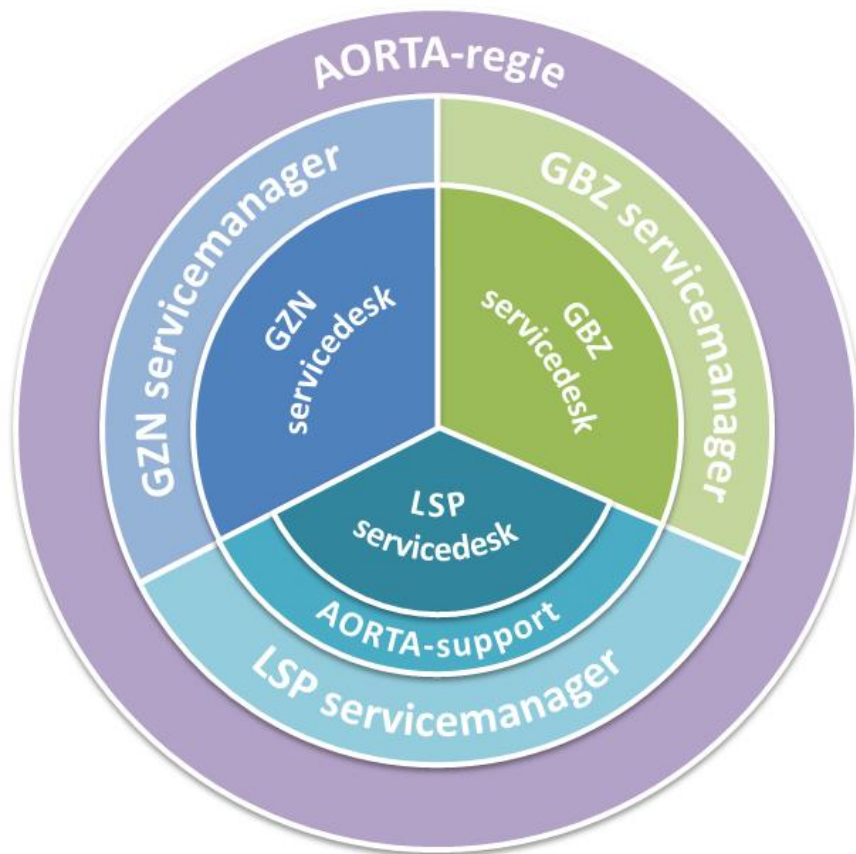 AORTA-regie
GZN servicemanager
GBZ servicemanager
GZN
servicedesk
GBZ
servicedesk
LSP
servicedesk
AORTA-support
LSP servicemanager